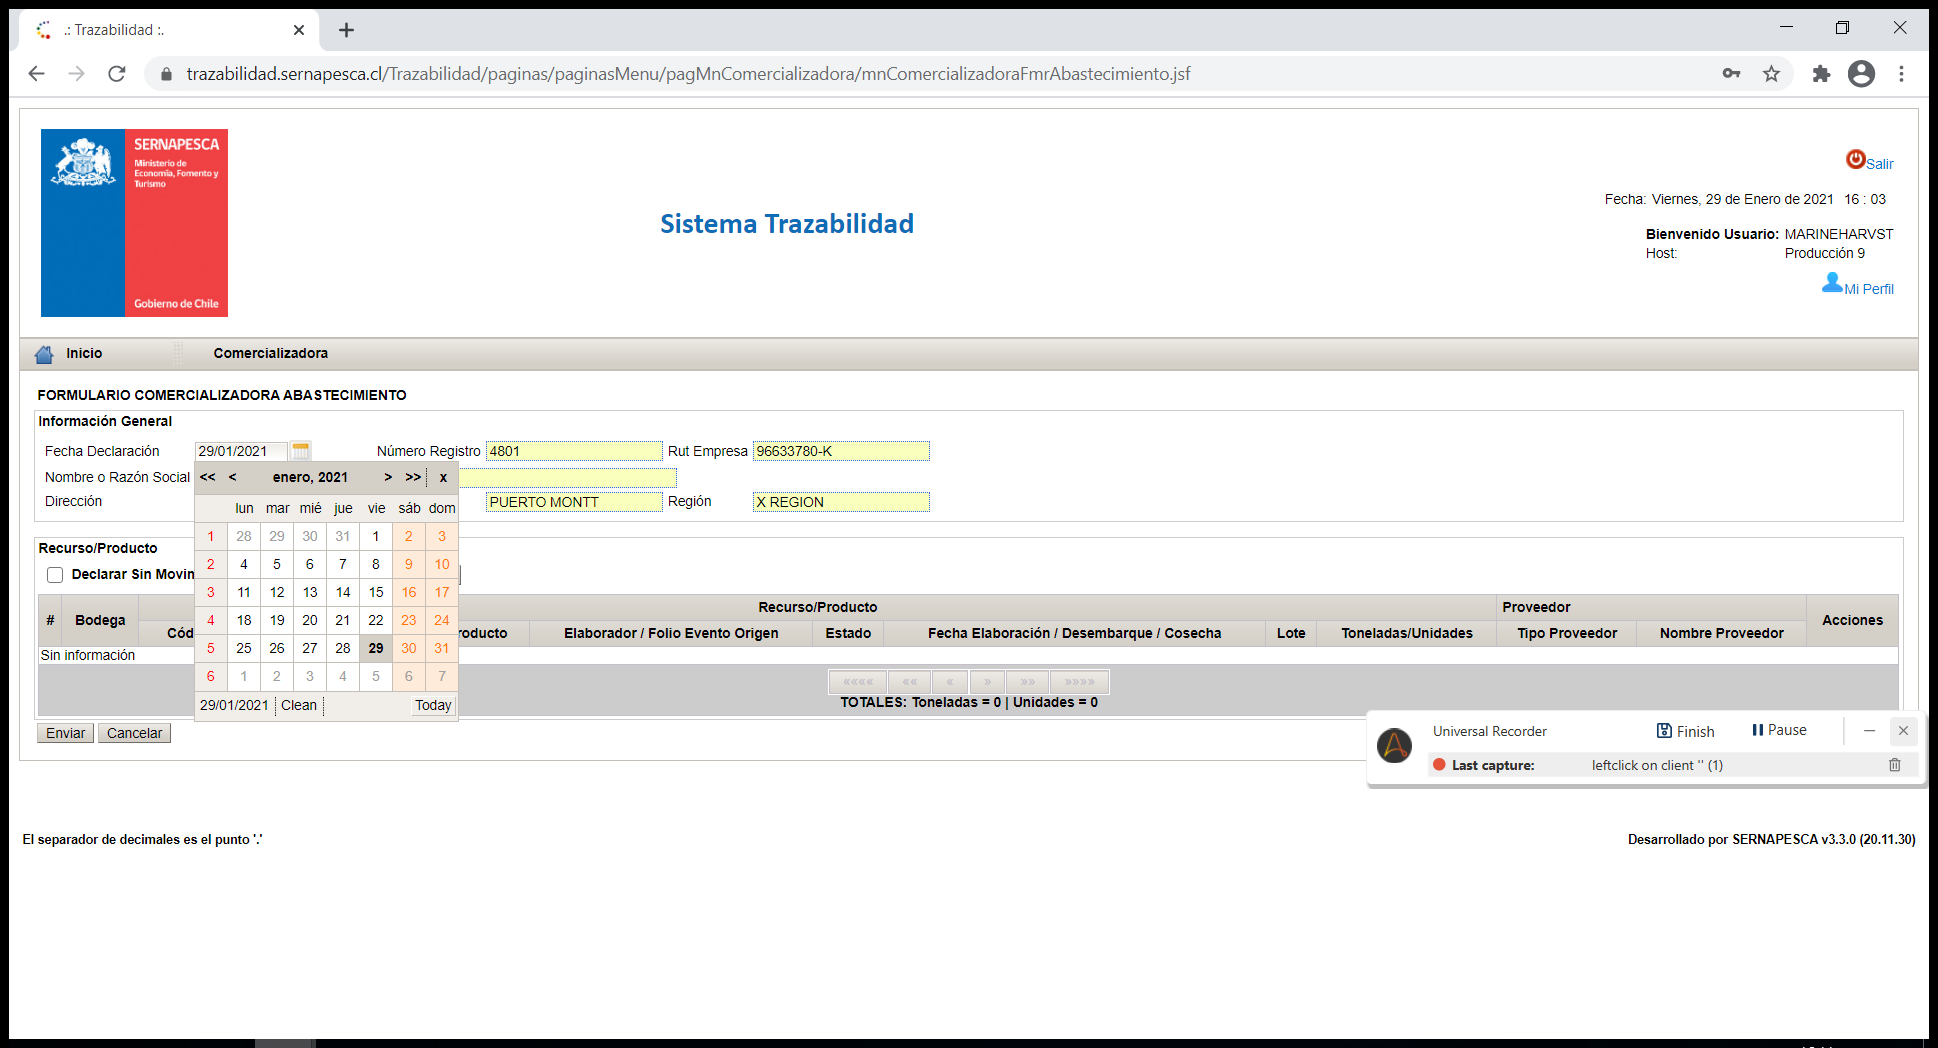 .: Trazabilidad :.
trazabilidad.sernapesca.cl/Trazabilidad/paginas/paginasMenu/pagMnComercializadora/mnComercializadoraFmrAbastecimiento.jsf
SERNAPESCA
Ministerio de
Economía, Fomento y
Turismo
Gobierno de Chile
Sistema Trazabilidad
Salir
Fecha: Viernes, 29 de Enero de 2021 16 : 03
Bienvenido Usuario: MARINEHARVST
Host: Producción 9
Mi Perfil
Inicio Comercializadora
FORMULARIO COMERCIALIZADORA ABASTECIMIENTO
Información General
Fecha Declaración 29/01/2021 Número Registro 4801 Rut Empresa 96633780-K
Nombre o Razón Social
Dirección PUERTO MONTT Región X REGION
<< < enero, 2021 > >> x
lun mar mié jue vie sáb dom
1 28 29 30 31 1 2 3
2 4 5 6 7 8 9 10
3 11 12 13 14 15 16 17
4 18 19 20 21 22 23 24
5 25 26 27 28 29 30 31
6 1 2 3 4 5 6 7
29/01/2021 Clean Today
Recurso/Producto
Declarar Sin Movin
# Bodega Recurso/Producto Proveedor Acciones
Cód roducto Elaborador / Folio Evento Origen Estado Fecha Elaboración / Desembarque / Cosecha Lote Toneladas/Unidades Tipo Proveedor Nombre Proveedor
Sin información
«««« «« « » »» »»»»
TOTALES: Toneladas = 0 | Unidades = 0
Enviar Cancelar
Universal Recorder Finish Pause
Last capture: leftclick on client '' (1)
El separador de decimales es el punto '.'
Desarrollado por SERNAPESCA v3.3.0 (20.11.30)